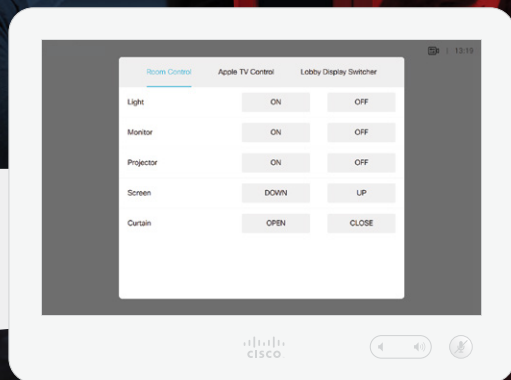 13:19
Room Control Apple TV Control Lobby Display Switcher
Light ON OFF
Monitor ON OFF
Projector ON OFF
Screen DOWN UP
Curtain OPEN CLOSE
CISCO